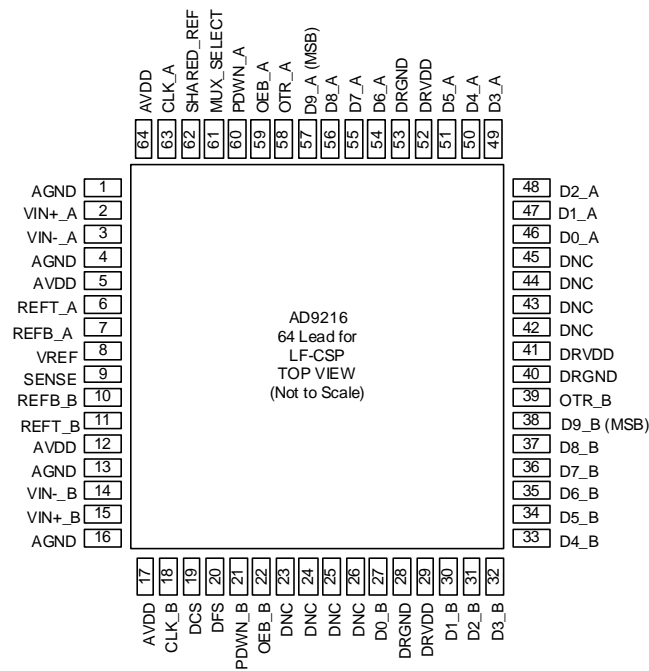 AVDD
CLK_A
SHARED_REF
MUX_SELECT
PDWN_A
OEB_A
OTR_A
D9_A (MSB)
D8_A
D7_A
D6_A
DRGND
DRVDD
D5_A
D4_A
D3_A
64
63
62
61
60
59
58
57
56
55
54
53
52
51
50
49
AGND 1
VIN+_A 2
VIN-_A 3
AGND 4
AVDD 5
REFT_A 6
REFB_A 7
VREF 8
SENSE 9
REFB_B 10
REFT_B 11
AVDD 12
AGND 13
VIN-_B 14
VIN+_B 15
AGND 16
AD9216
64 Lead for
LF-CSP
TOP VIEW
(Not to Scale)
48 D2_A
47 D1_A
46 D0_A
45 DNC
44 DNC
43 DNC
42 DNC
41 DRVDD
40 DRGND
39 OTR_B
38 D9_B (MSB)
37 D8_B
36 D7_B
35 D6_B
34 D5_B
33 D4_B
17
18
19
20
21
22
23
24
25
26
27
28
29
30
31
32
AVDD
CLK_B
DCS
DFS
PDWN_B
OEB_B
DNC
DNC
DNC
DNC
D0_B
DRGND
DRVDD
D1_B
D2_B
D3_B